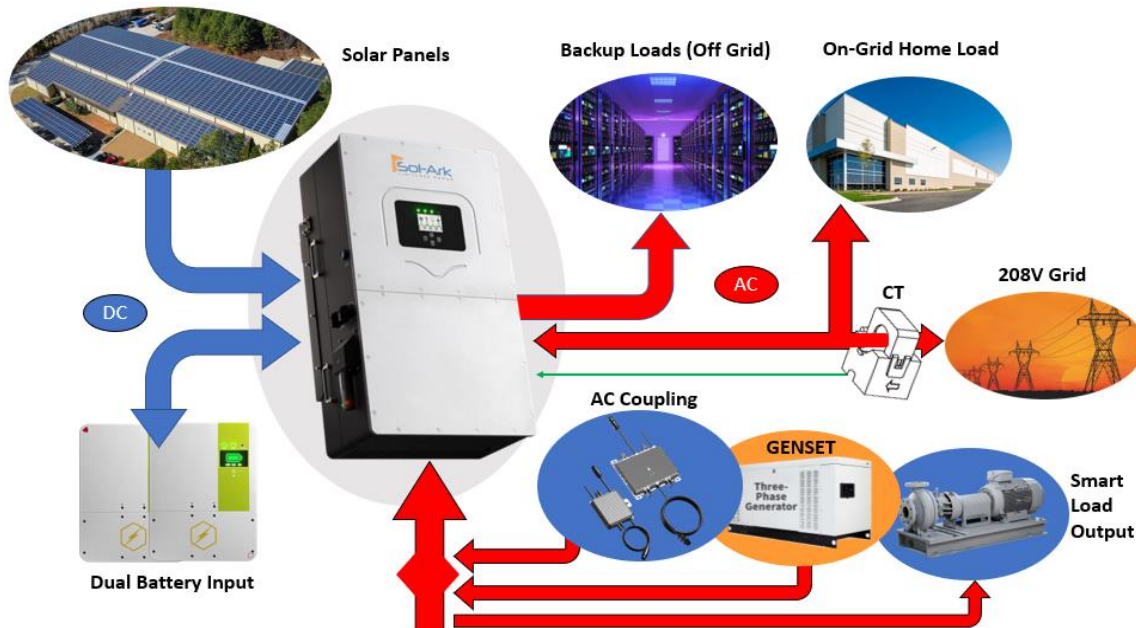 Solar Panels
Backup Loads (Off Grid)
On-Grid Home Load
Sol-Ark
AC
208V Grid
DC
CT
AC Coupling
GENSET
Three-
Phase
Generator
Smart
Load
Output
Dual Battery Input